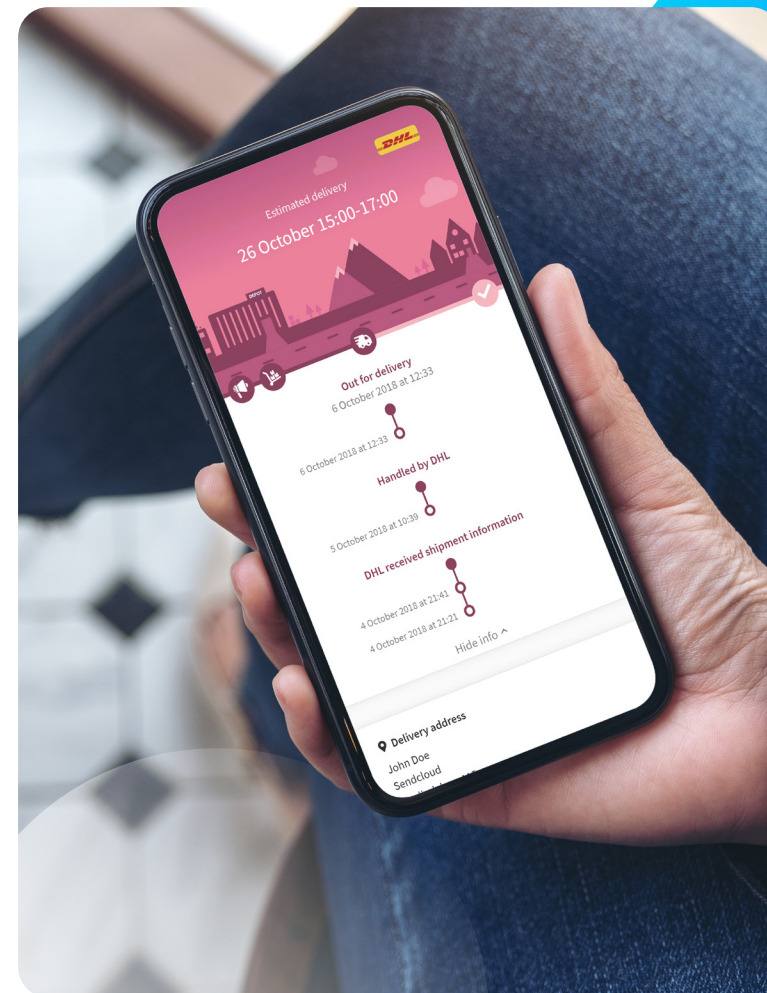 DHL
Estimated delivery
26 October 15:00-17:00
DEPOT
Out for delivery
6 October 2018 at 12:33
6 October 2018 at 12:33
Handled by DHL
5 October 2018 at 10:39
DHL received shipment information
4 October 2018 at 21:41
4 October 2018 at 21:21
Hide info
Delivery address
John Doe
Sendcloud